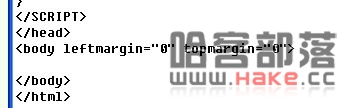 }
</SCRIPT>
</head>
<body leftmargin="0" topmargin="0">
</body>
</html>
哈客部落
www.Hake.cc